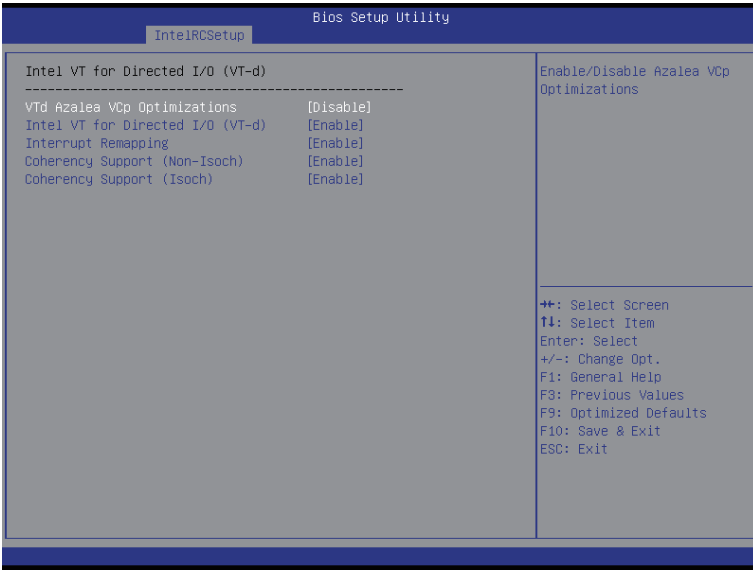 Bios Setup Utility
IntelRCSetup
Intel VT for Directed I/O (VT-d)
--------------------------------------------------
VTd Azalea VCp Optimizations [Disable]
Intel VT for Directed I/O (VT-d) [Enable]
Interrupt Remapping [Enable]
Coherency Support (Non-Isoch) [Enable]
Coherency Support (Isoch) [Enable]
Enable/Disable Azalea VCp
Optimizations
→←: Select Screen
↑↓: Select Item
Enter: Select
+/-: Change Opt.
F1: General Help
F3: Previous Values
F9: Optimized Defaults
F10: Save & Exit
ESC: Exit